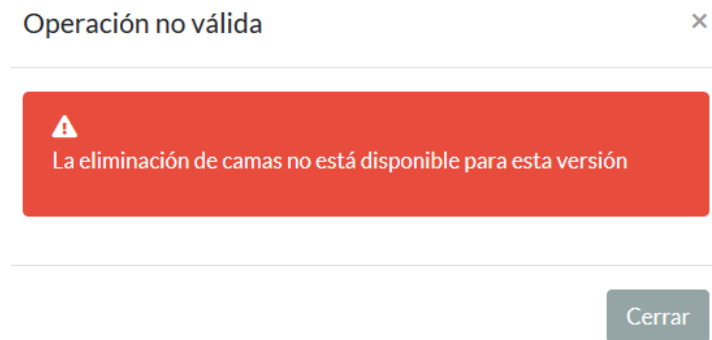 Operación no válida
×
La eliminación de camas no está disponible para esta versión
Cerrar